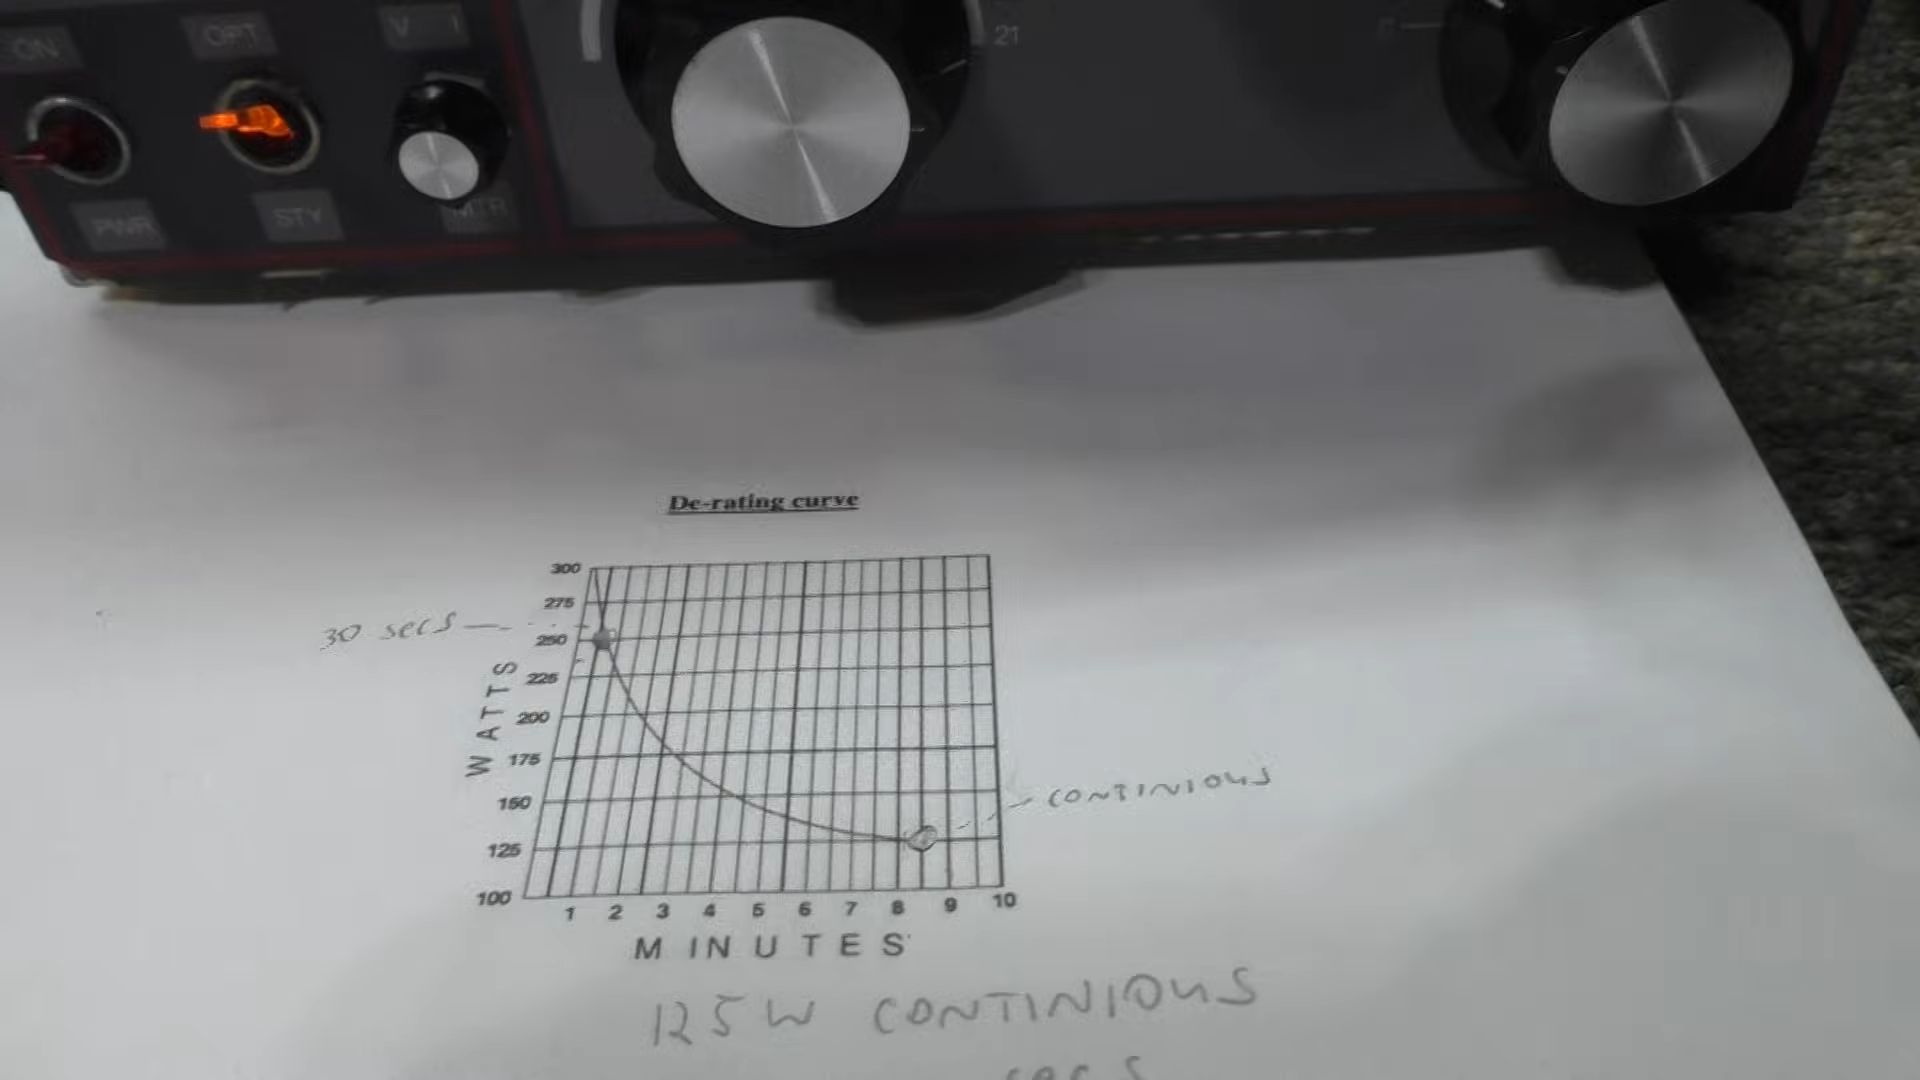 ON OPT V I
21
PWR STY MTR
De-rating curve
300
275
30 secs
250
225
200
175
150
125
100
WATTS
CONTINIOUS
1 2 3 4 5 6 7 8 9 10
MINUTES
125W CONTINIOUS